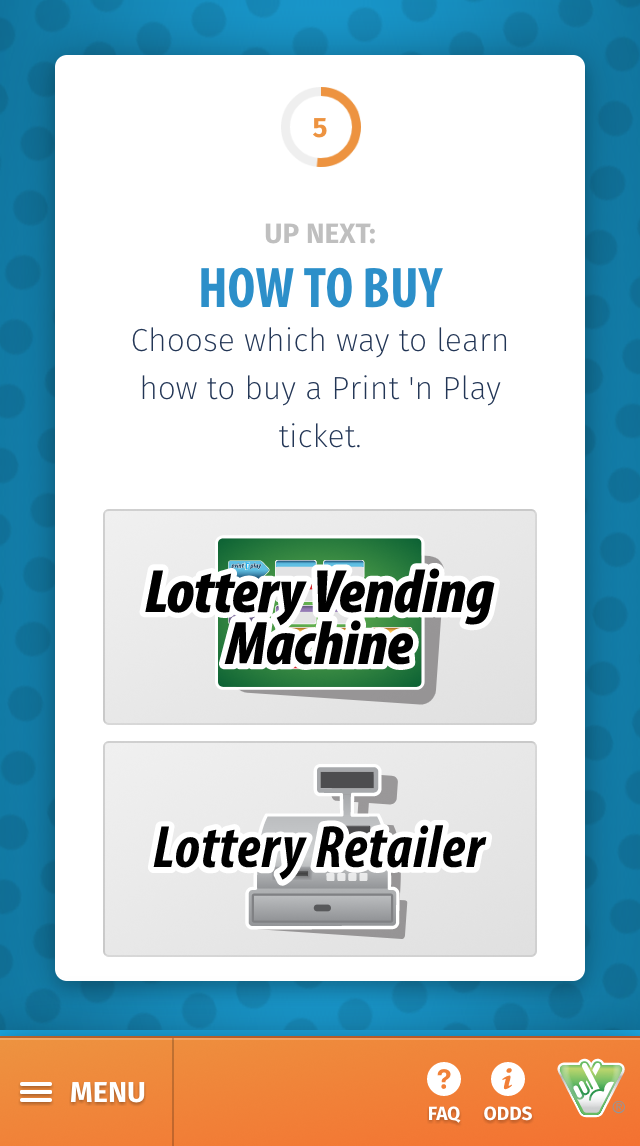 5
UP NEXT:
HOW TO BUY
Choose which way to learn
how to buy a Print 'n Play
ticket.
Lottery Vending
Machine
Lottery Retailer
MENU
FAQ
ODDS